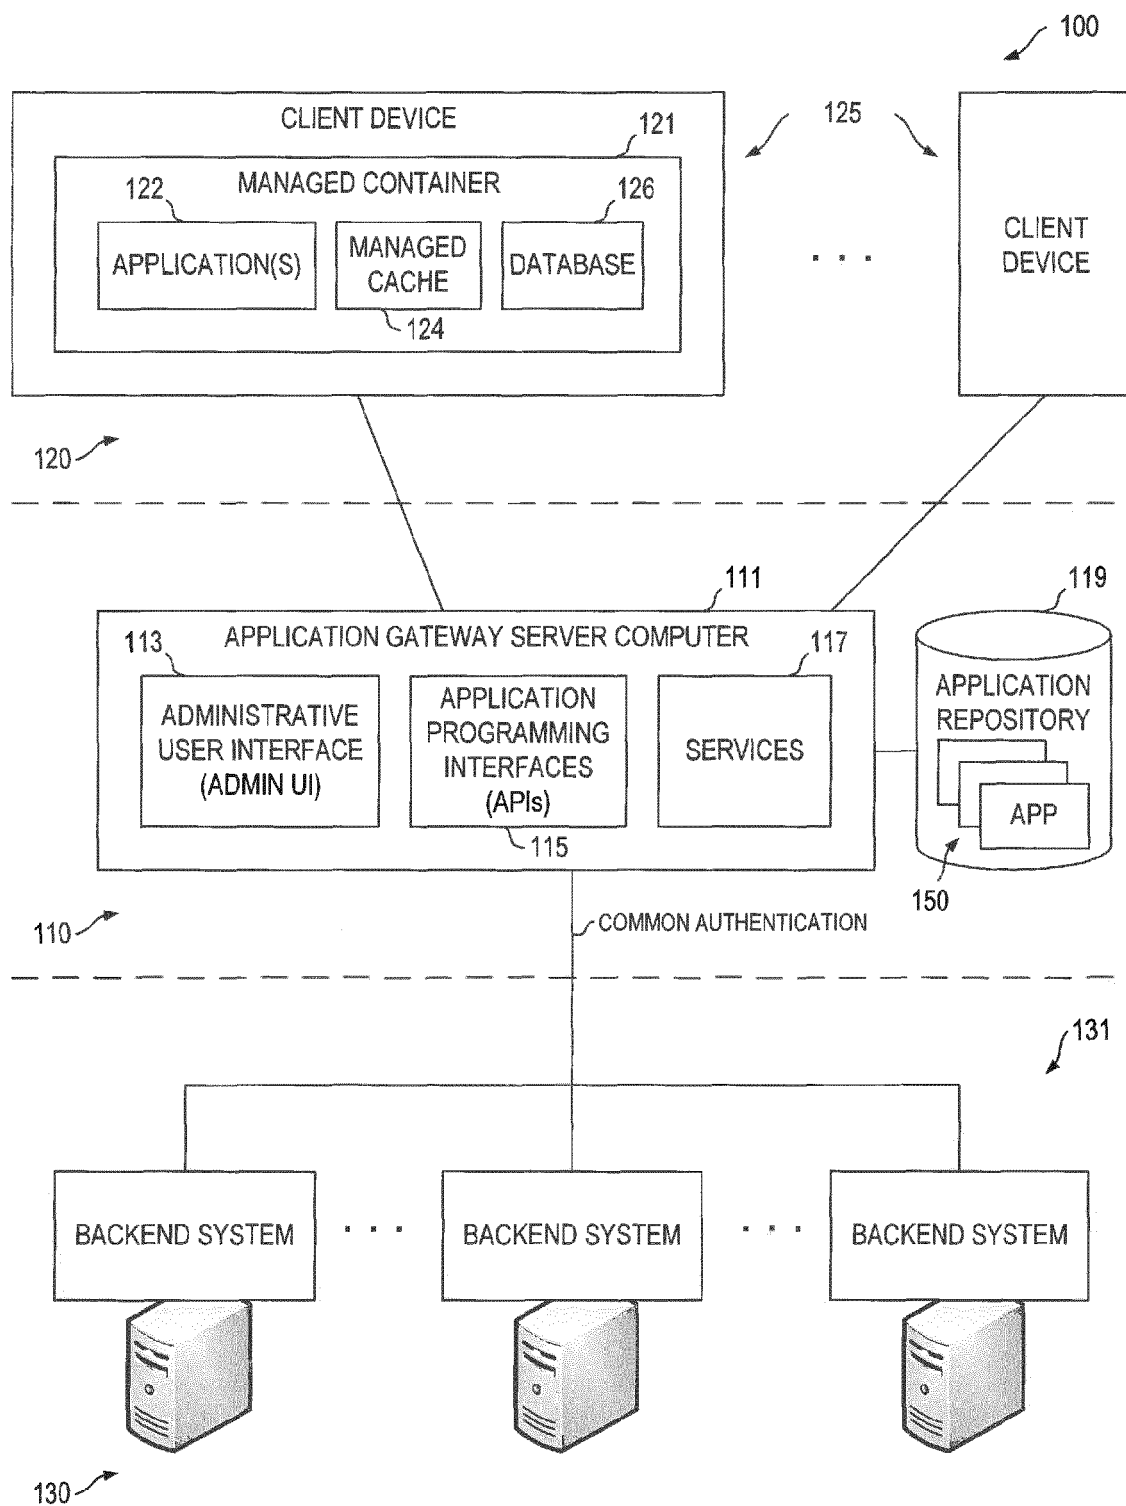 100
CLIENT DEVICE
125
121
MANAGED CONTAINER
122
126
APPLICATION(S)
MANAGED
CACHE
DATABASE
124
CLIENT
DEVICE
120
111
119
APPLICATION GATEWAY SERVER COMPUTER
113
117
ADMINISTRATIVE
USER INTERFACE
(ADMIN UI)
APPLICATION
PROGRAMMING
INTERFACES
(APIs)
115
SERVICES
APPLICATION
REPOSITORY
APP
150
110
COMMON AUTHENTICATION
131
BACKEND SYSTEM
BACKEND SYSTEM
BACKEND SYSTEM
130